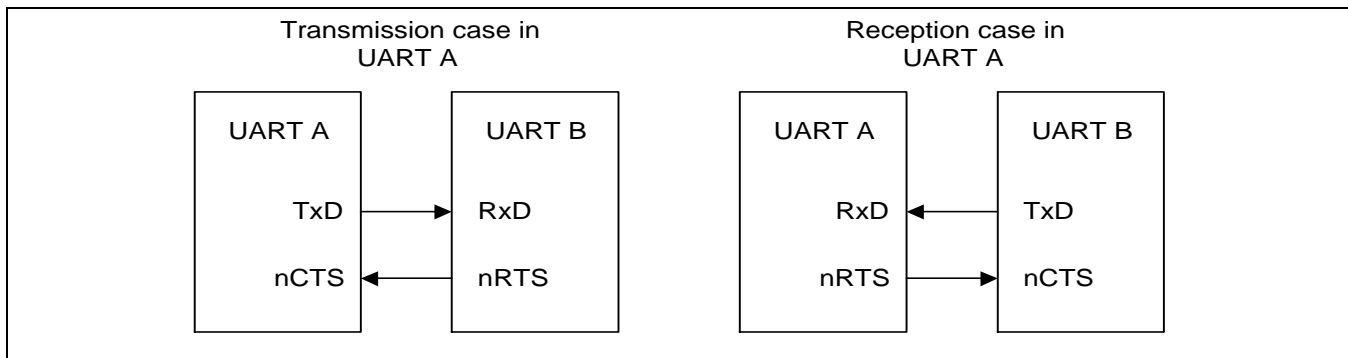 Transmission case in
UART A
UART A
UART B
TxD
RxD
nCTS
nRTS
Reception case in
UART A
UART A
UART B
RxD
TxD
nRTS
nCTS